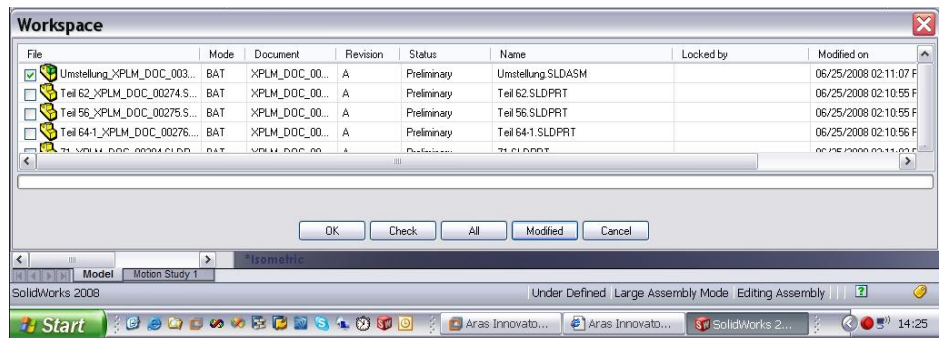 Workspace
File Mode Document Revision Status Name Locked by Modified on
Umstellung_XPLM_DOC_003... BAT XPLM_DOC_00... A Preliminary Umstellung.SLDASM 06/25/2008 02:11:07 F
Teil 62_XPLM_DOC_00274.S... BAT XPLM_DOC_00... A Preliminary Teil 62.SLDPRT 06/25/2008 02:10:55 F
Teil 56_XPLM_DOC_00275.S... BAT XPLM_DOC_00... A Preliminary Teil 56.SLDPRT 06/25/2008 02:10:55 F
Teil 64-1_XPLM_DOC_00276.... BAT XPLM_DOC_00... A Preliminary Teil 64-1.SLDPRT 06/25/2008 02:10:56 F
OK Check All Modified Cancel
*Isometric
Model Motion Study 1
SolidWorks 2008 Under Defined Large Assembly Mode Editing Assembly
Start Aras Innovato... Aras Innovato... SolidWorks 2... 14:25